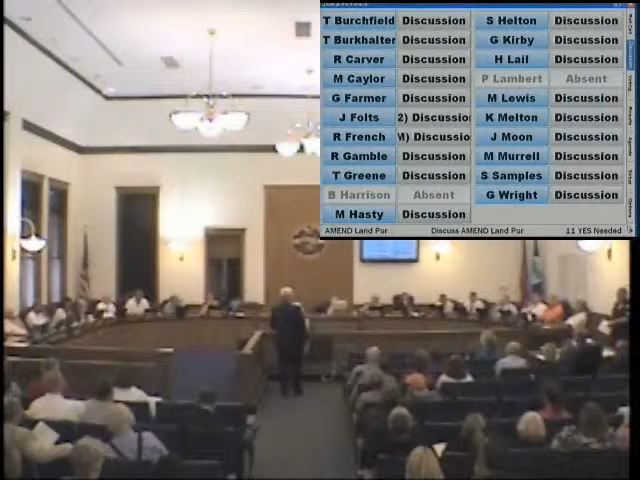 T Burchfield Discussion S Helton Discussion
T Burkhalter Discussion G Kirby Discussion
R Carver Discussion H Lail Discussion
M Caylor Discussion P Lambert Absent
G Farmer Discussion M Lewis Discussion
J Folts 2) Discussion K Melton Discussion
R French M) Discussion J Moon Discussion
R Gamble Discussion M Murrell Discussion
T Greene Discussion S Samples Discussion
B Harrison Absent G Wright Discussion
M Hasty Discussion
AMEND Land Pur Discuss AMEND Land Pur 11 YES Needed